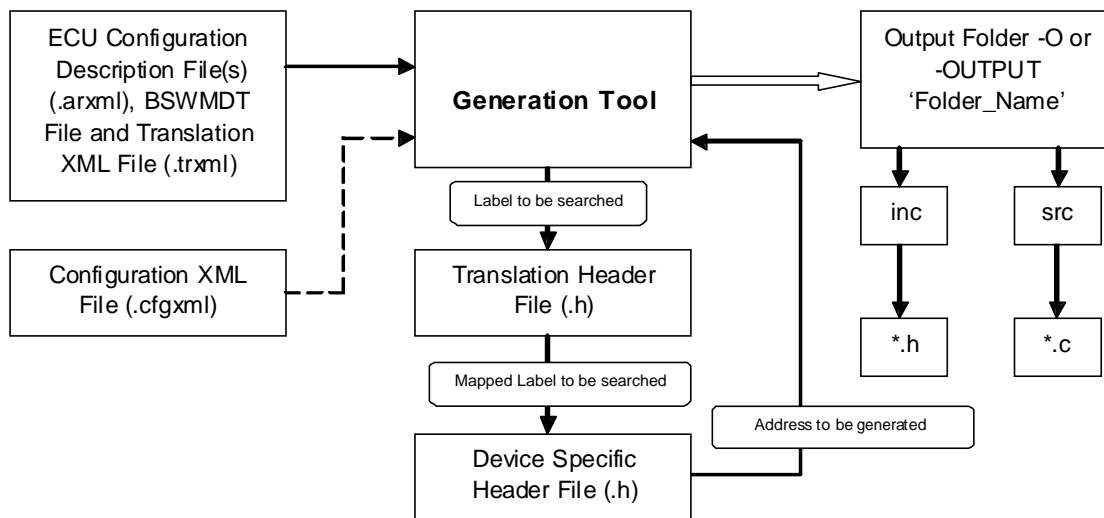 ECU Configuration
Description File(s)
(.arxml), BSWMDT
File and Translation
XML File (.trxml)
Generation Tool
Output Folder -O or
-OUTPUT
‘Folder_Name’
Label to be searched
inc
src
Configuration XML
File (.cfgxml)
Translation Header
File (.h)
*.h
*.c
Mapped Label to be searched
Address to be generated
Device Specific
Header File (.h)